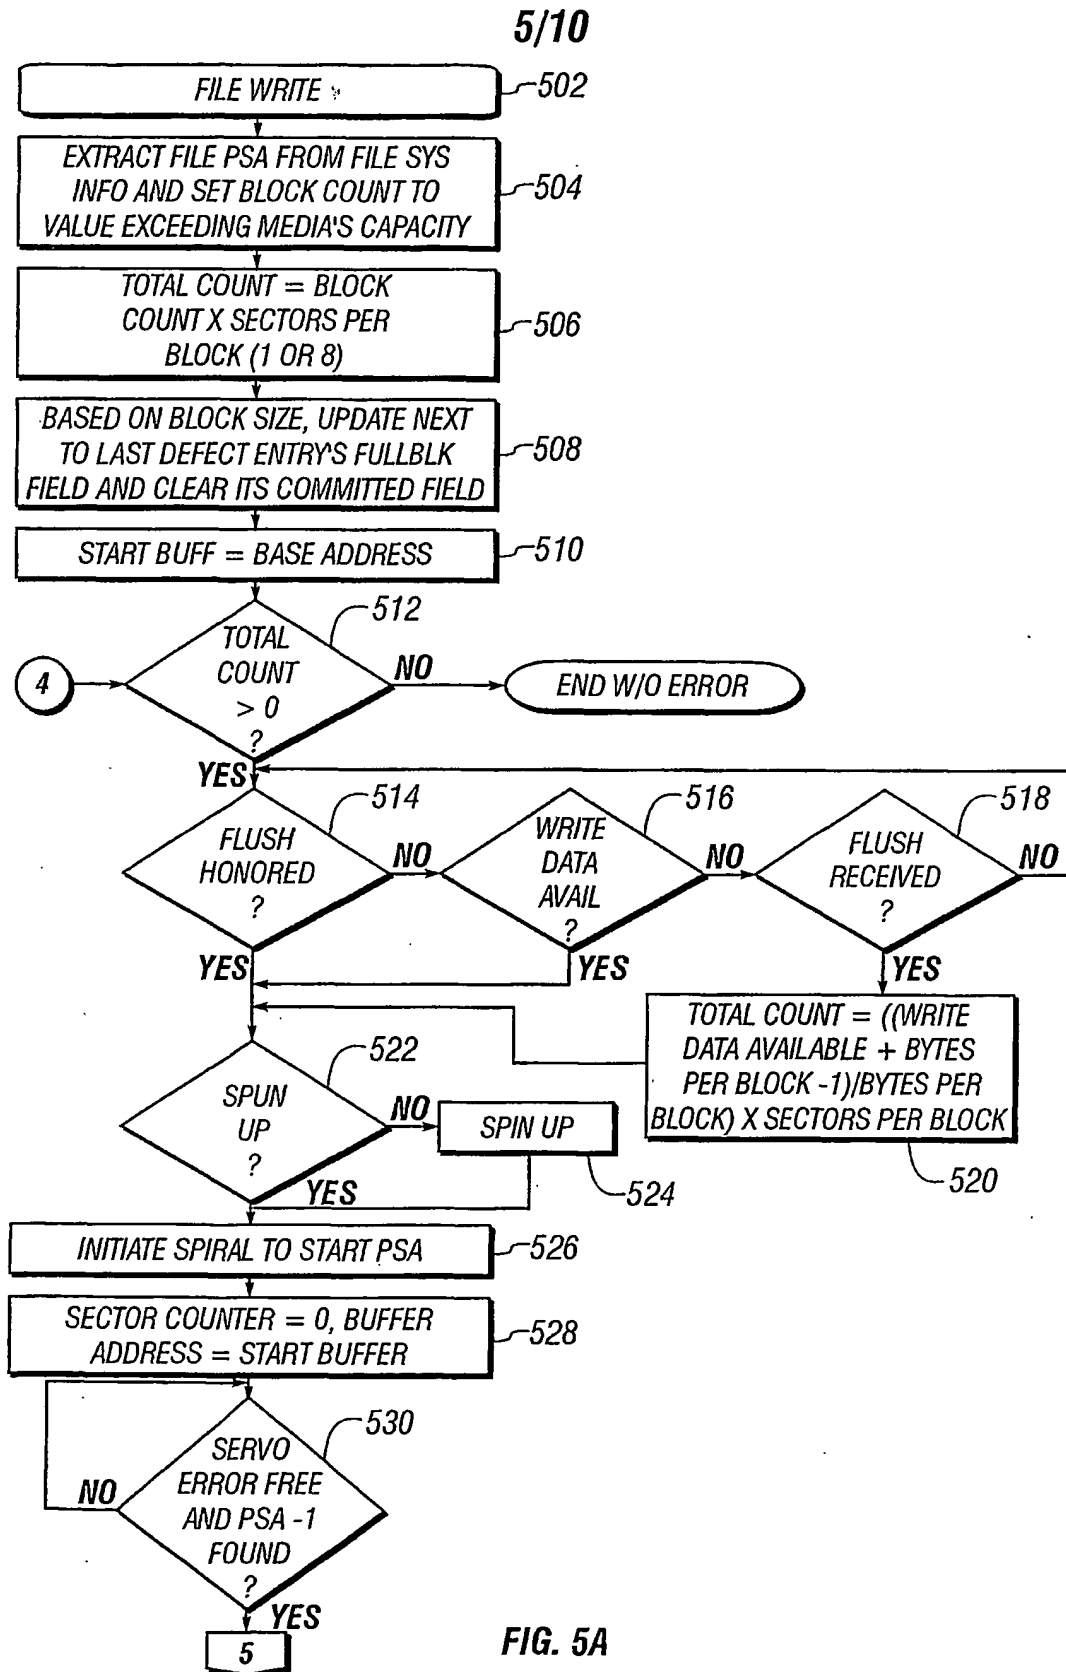 5/10
FILE WRITE
502
EXTRACT FILE PSA FROM FILE SYS
INFO AND SET BLOCK COUNT TO
VALUE EXCEEDING MEDIA'S CAPACITY
504
TOTAL COUNT = BLOCK
COUNT X SECTORS PER
BLOCK (1 OR 8)
506
BASED ON BLOCK SIZE, UPDATE NEXT
TO LAST DEFECT ENTRY'S FULLBLK
FIELD AND CLEAR ITS COMMITTED FIELD
508
START BUFF = BASE ADDRESS
510
512
TOTAL
COUNT
> 0
?
4
NO
END W/O ERROR
YES
514
FLUSH
HONORED
?
NO
YES
516
WRITE
DATA
AVAIL
?
NO
YES
518
FLUSH
RECEIVED
?
NO
YES
TOTAL COUNT = ((WRITE
DATA AVAILABLE + BYTES
PER BLOCK -1)/BYTES PER
BLOCK) X SECTORS PER BLOCK
520
522
SPUN
UP
?
NO
SPIN UP
524
YES
INITIATE SPIRAL TO START PSA
526
SECTOR COUNTER = 0, BUFFER
ADDRESS = START BUFFER
528
530
SERVO
ERROR FREE
AND PSA -1
FOUND
?
NO
YES
5
FIG. 5A